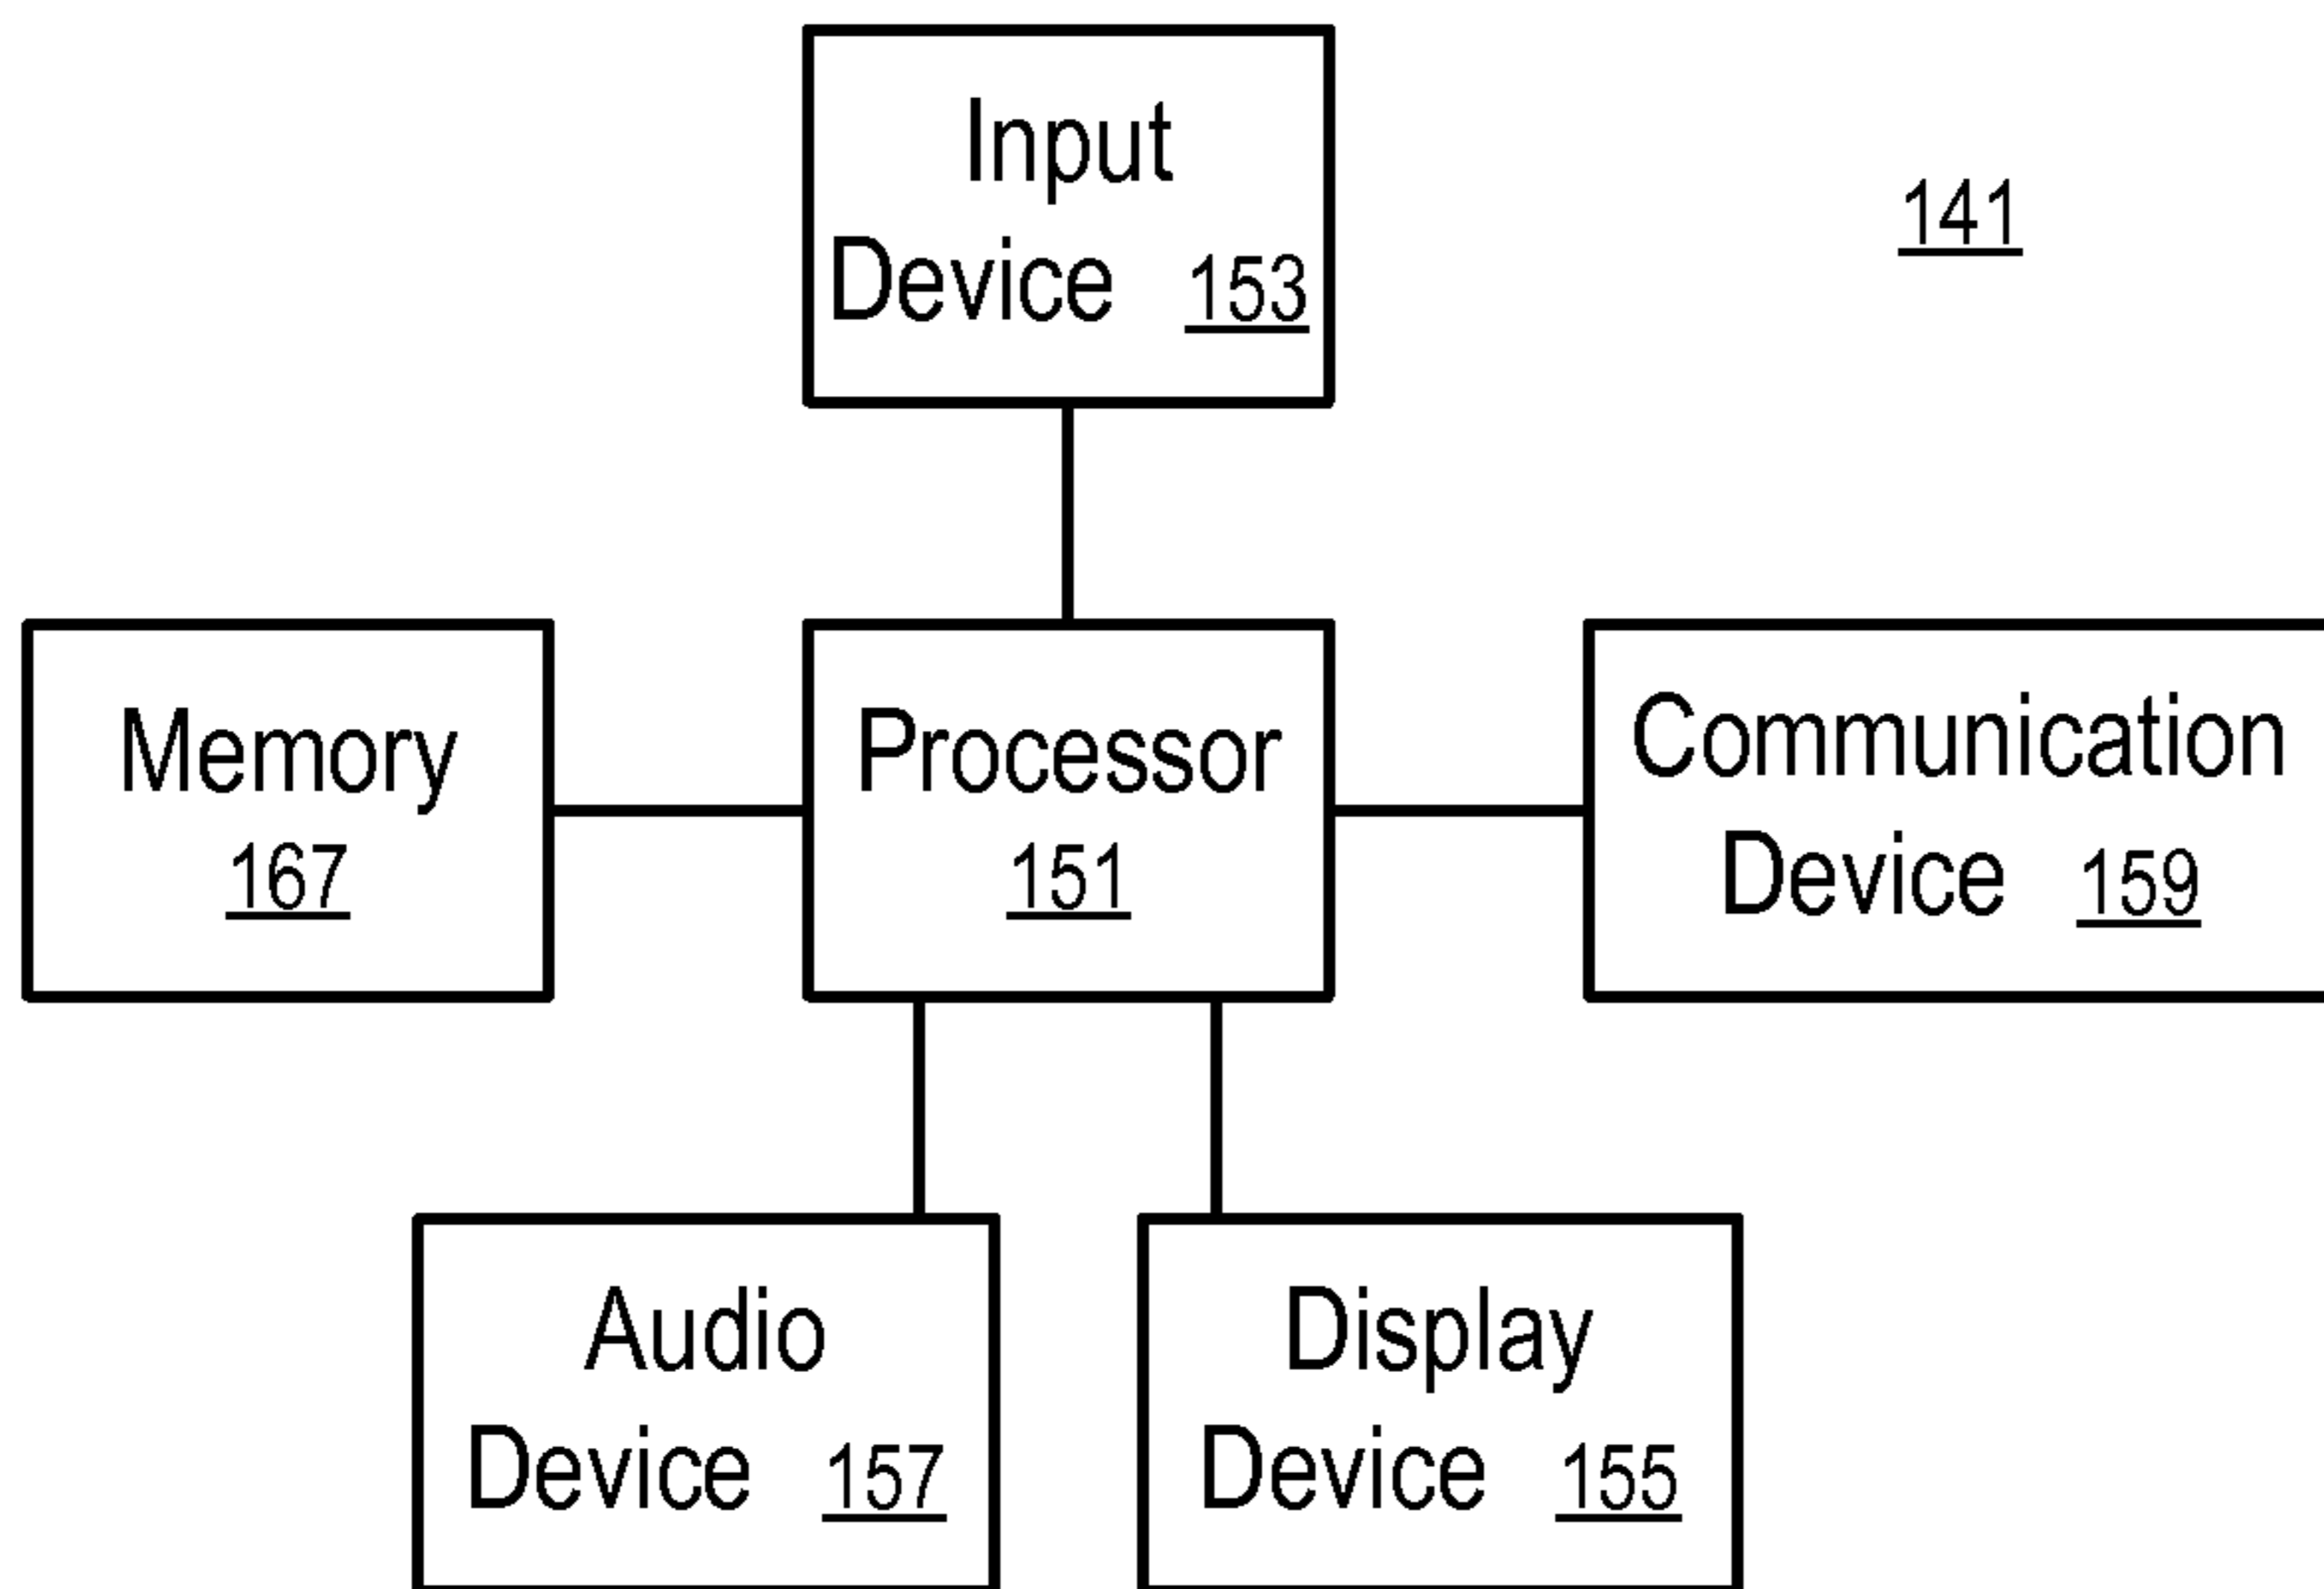 Input
Device 153
141
Memory
167
Processor
151
Communication
Device 159
Audio
Device 157
Display
Device 155